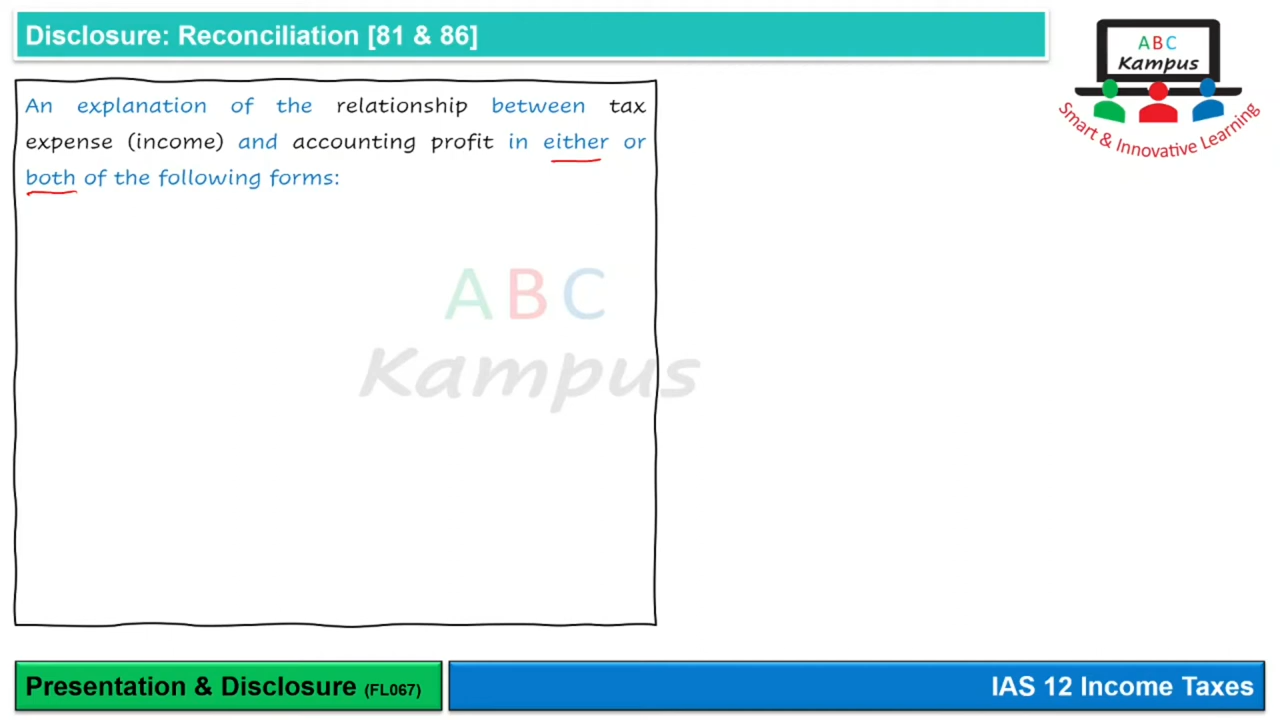 Disclosure: Reconciliation [81 & 86]
ABC
Kampus
Smart & Innovative Learning
An explanation of the relationship between tax
expense (income) and accounting profit in either or
both of the following forms:
ABC
Kampus
Presentation & Disclosure (FL067)
IAS 12 Income Taxes